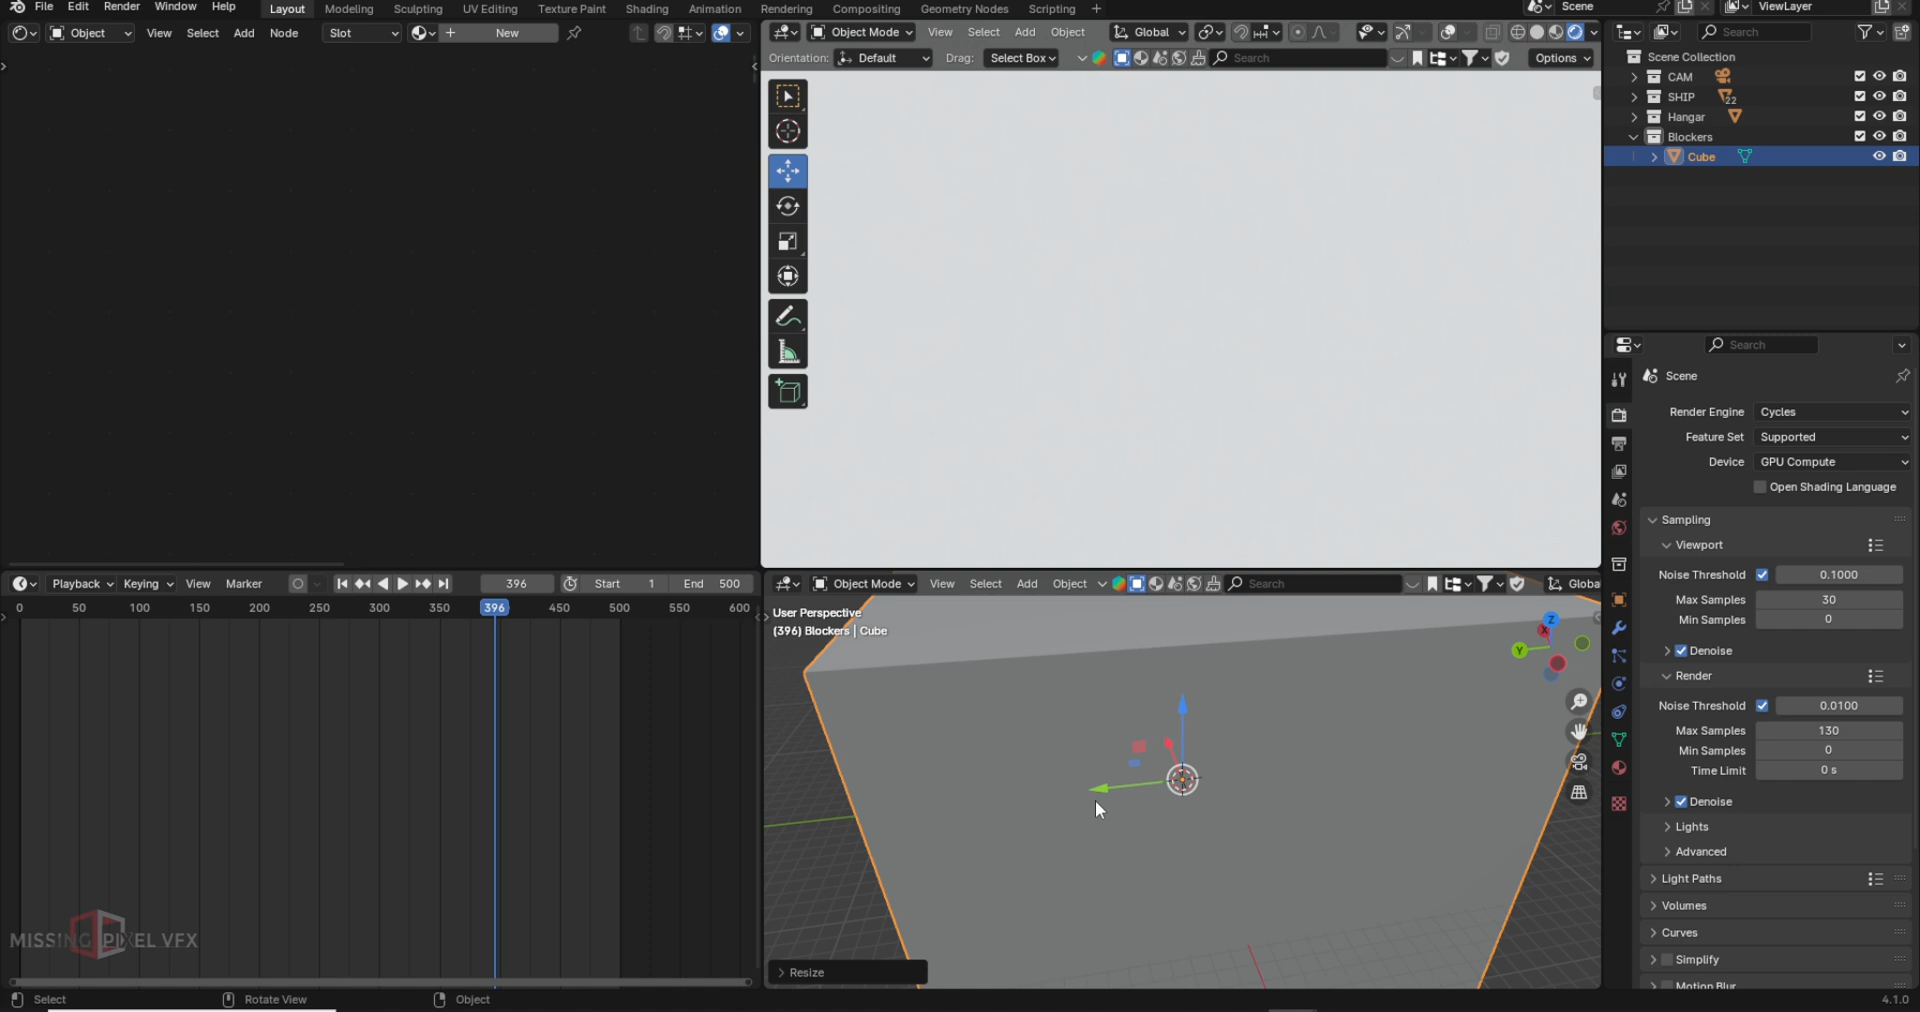 File Edit Render Window Help Layout Modeling Sculpting UV Editing Texture Paint Shading Animation Rendering Compositing Geometry Nodes Scripting + Scene ViewLayer
Object View Select Add Node Slot New
Object Mode View Select Add Object Global
Orientation: Default Drag: Select Box Search Options
Search
Scene Collection
CAM
SHIP 22
Hangar
Blockers
Cube
Search
Scene
Render Engine Cycles
Feature Set Supported
Device GPU Compute
Open Shading Language
Sampling
Viewport
Noise Threshold 0.1000
Max Samples 30
Min Samples 0
Denoise
Render
Noise Threshold 0.0100
Max Samples 130
Min Samples 0
Time Limit 0 s
Denoise
Lights
Advanced
Light Paths
Volumes
Curves
Simplify
Motion Blur
Playback Keying View Marker 396 Start 1 End 500
0 50 100 150 200 250 300 350 396 450 500 550 600
Object Mode View Select Add Object Search Globa
User Perspective
(396) Blockers | Cube
Z
X
Y
Resize
MISSING PIXEL VFX
Select Rotate View Object 4.1.0